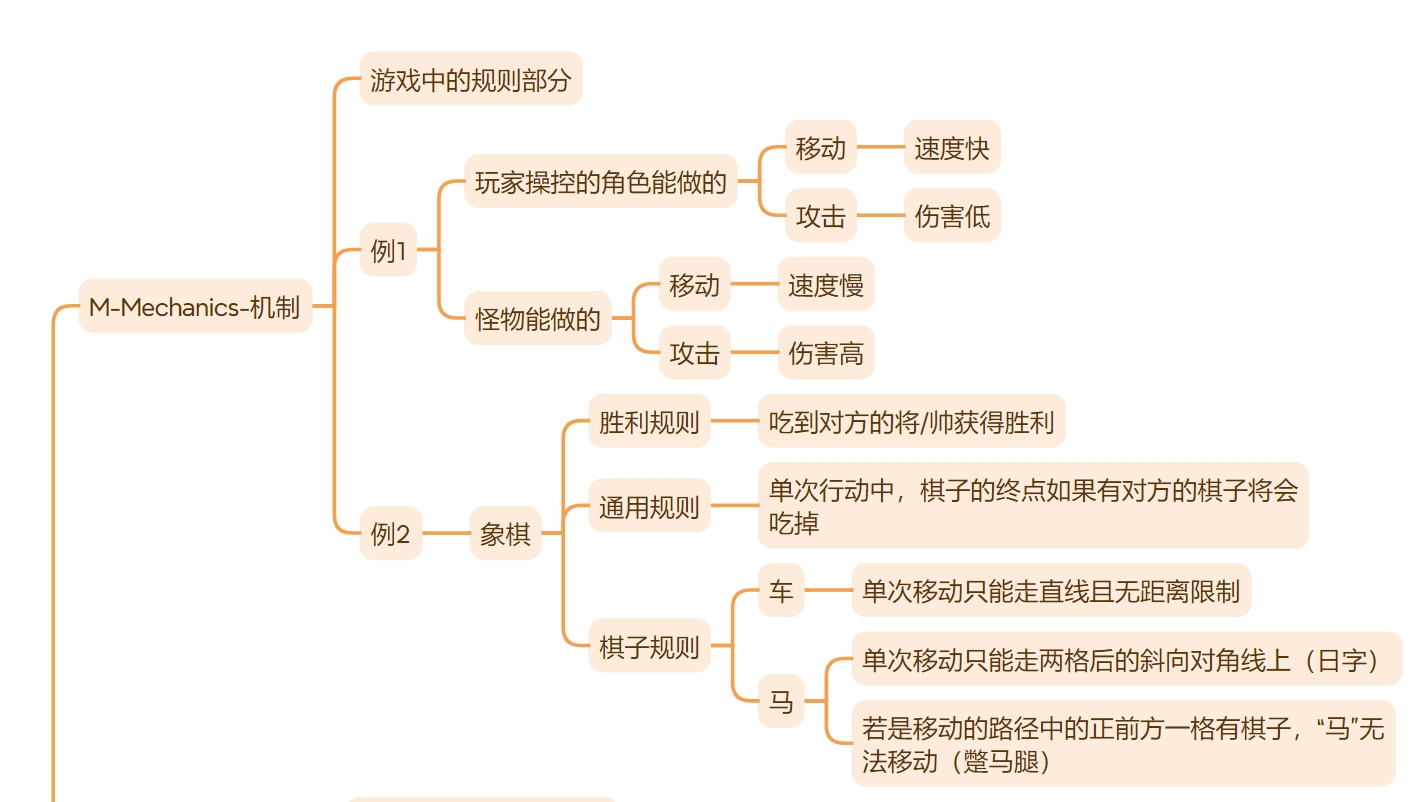 游戏中的规则部分
移动
速度快
玩家操控的角色能做的
攻击
伤害低
例1
移动
速度慢
怪物能做的
攻击
伤害高
M-Mechanics-机制
胜利规则
吃到对方的将/帅获得胜利
通用规则
单次行动中，棋子的终点如果有对方的棋子将会
吃掉
例2
象棋
车
单次移动只能走直线且无距离限制
棋子规则
单次移动只能走两格后的斜向对角线上（日字）
马
若是移动的路径中的正前方一格有棋子，“马”无
法移动（蹩马腿）